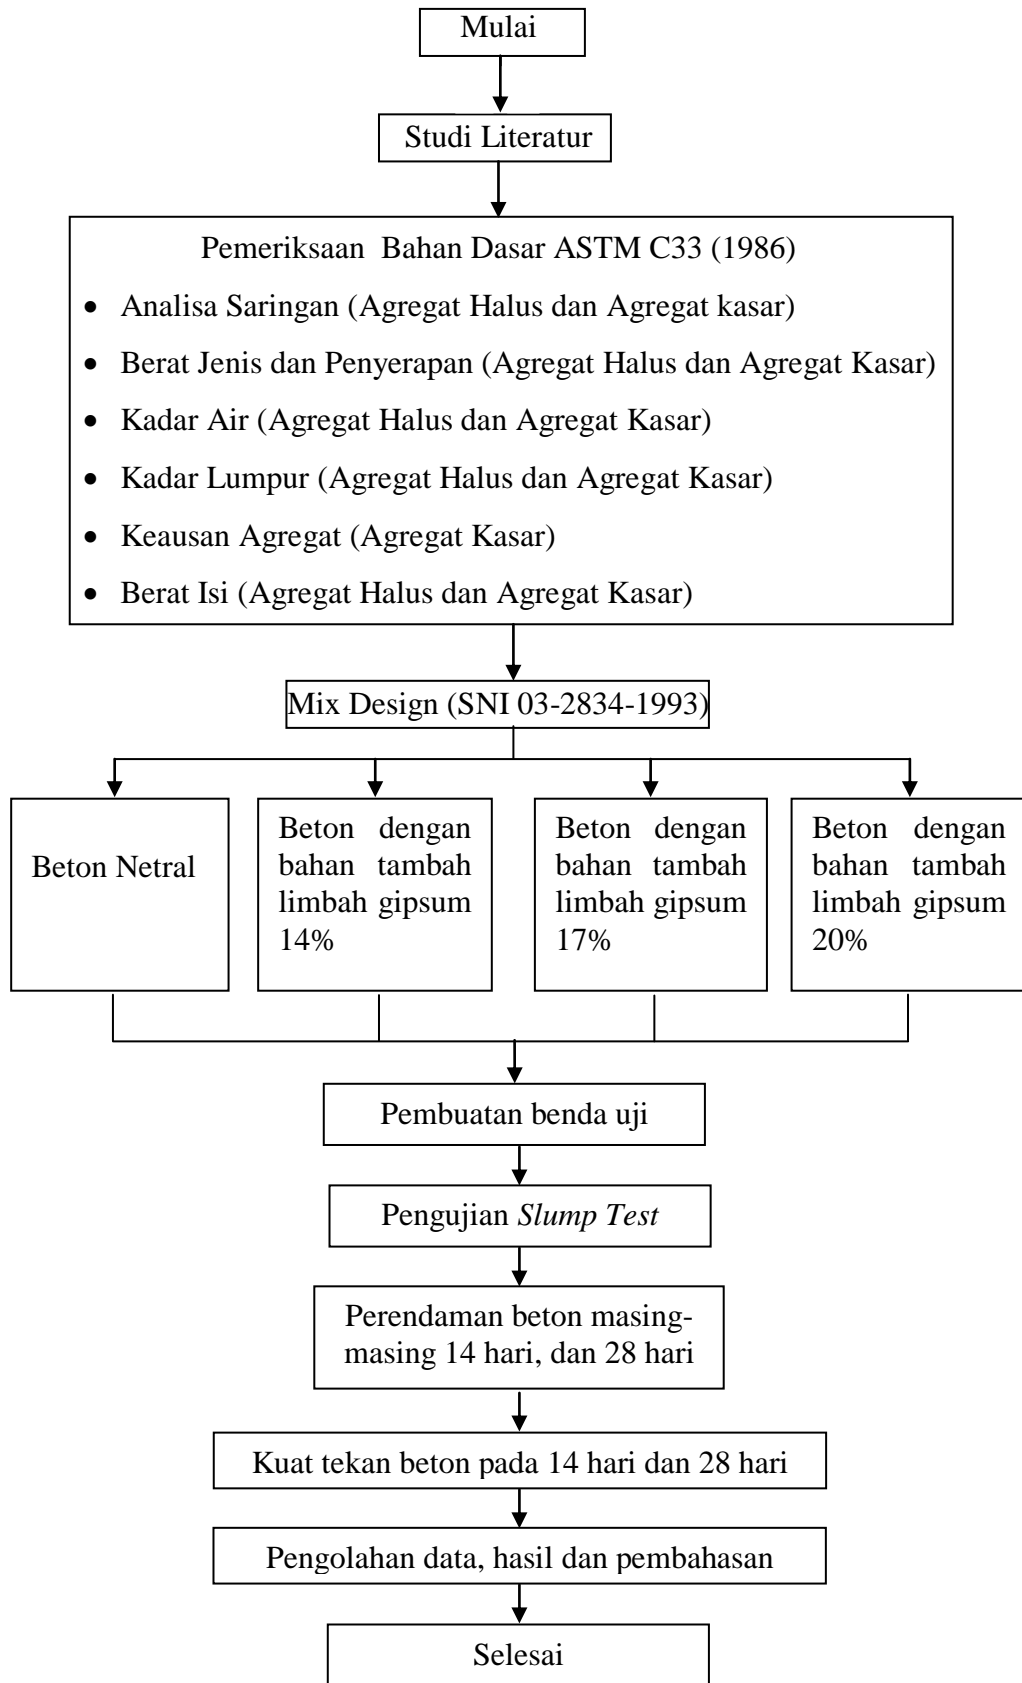 Mulai
Studi Literatur
Pemeriksaan Bahan Dasar ASTM C33 (1986)
• Analisa Saringan (Agregat Halus dan Agregat kasar)
• Berat Jenis dan Penyerapan (Agregat Halus dan Agregat Kasar)
• Kadar Air (Agregat Halus dan Agregat Kasar)
• Kadar Lumpur (Agregat Halus dan Agregat Kasar)
• Keausan Agregat (Agregat Kasar)
• Berat Isi (Agregat Halus dan Agregat Kasar)
Mix Design (SNI 03-2834-1993)
Beton Netral
Beton dengan
bahan tambah
limbah gipsum
14%
Beton dengan
bahan tambah
limbah gipsum
17%
Beton dengan
bahan tambah
limbah gipsum
20%
Pembuatan benda uji
Pengujian Slump Test
Perendaman beton masing-
masing 14 hari, dan 28 hari
Kuat tekan beton pada 14 hari dan 28 hari
Pengolahan data, hasil dan pembahasan
Selesai